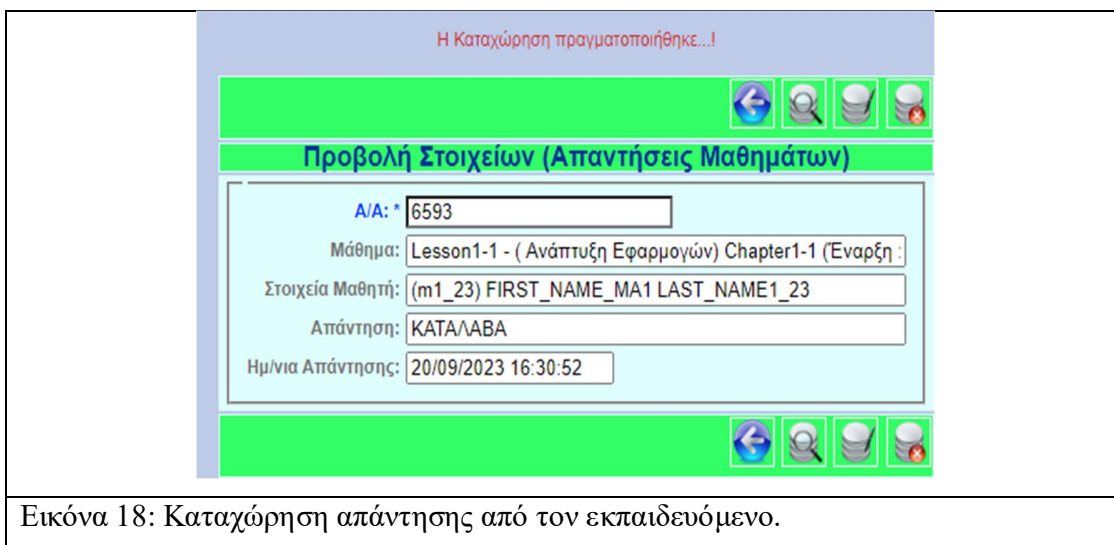 Η Καταχώρηση πραγματοποιήθηκε...!
Προβολή Στοιχείων (Απαντήσεις Μαθημάτων)
Α/Α: * 6593
Μάθημα: Lesson1-1 - ( Ανάπτυξη Εφαρμογών) Chapter1-1 (Έναρξη :
Στοιχεία Μαθητή: (m1_23) FIRST_NAME_MA1 LAST_NAME1_23
Απάντηση: ΚΑΤΑΛΑΒΑ
Ημ/νια Απάντησης: 20/09/2023 16:30:52
Εικόνα 18: Καταχώρηση απάντησης από τον εκπαιδευόμενο.